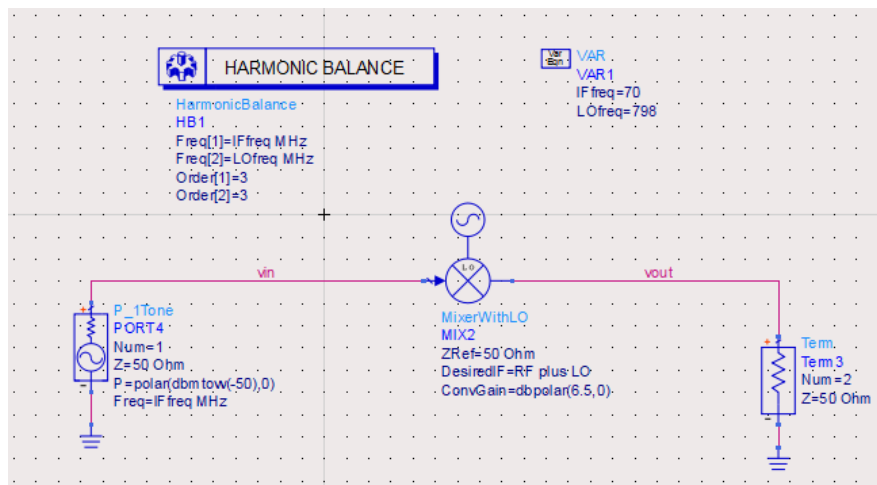 HARMONIC BALANCE
HarmonicBalance
HB1
Freq[1]=IFfreq MHz
Freq[2]=LOfreq MHz
Order[1]=3
Order[2]=3
Var
Eqn
VAR
VAR1
IFfreq=70
LOfreq=798
vin
LO
vout
P_1Tone
PORT4
Num=1
Z=50 Ohm
P=polar(dbmtow(-50),0)
Freq=IFfreq MHz
MixerWithLO
MIX2
ZRef=50 Ohm
DesiredIF=RF plus LO
ConvGain=dbpolar(6.5,0)
Term
Term3
Num=2
Z=50 Ohm